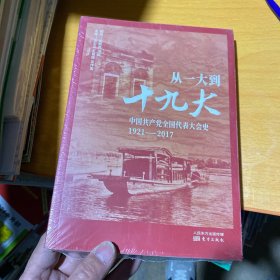 从一大到
十九大
中国共产党全国代表大会史
1921—2017
人民东方出版传媒
东方出版社